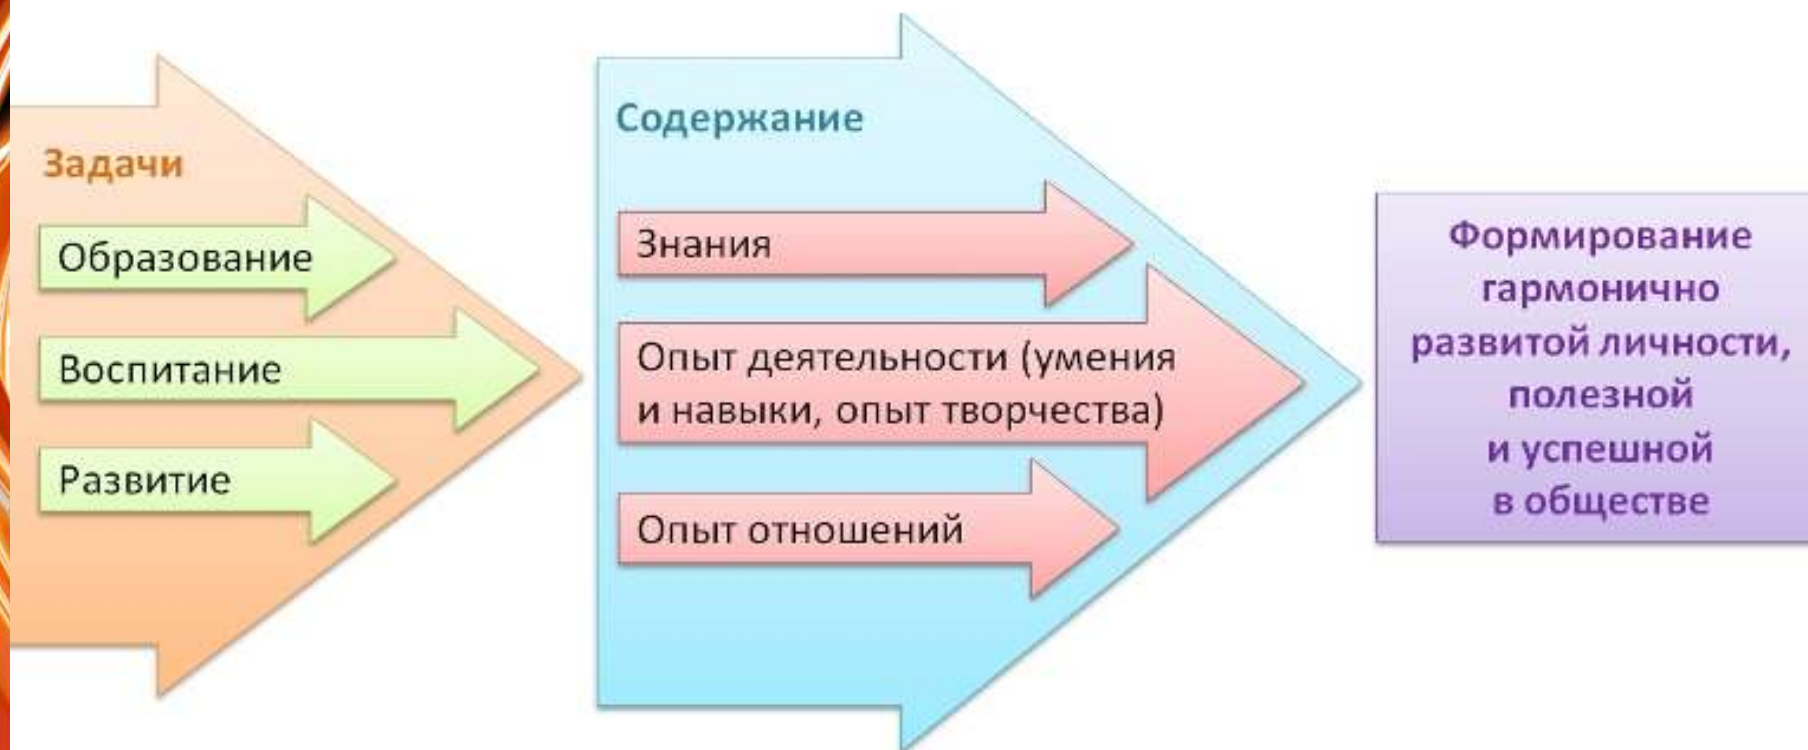 Задачи
Образование
Воспитание
Развитие
Содержание
Знания
Опыт деятельности (умения
и навыки, опыт творчества)
Опыт отношений
Формирование
гармонично
развитой личности,
полезной
и успешной
в обществе